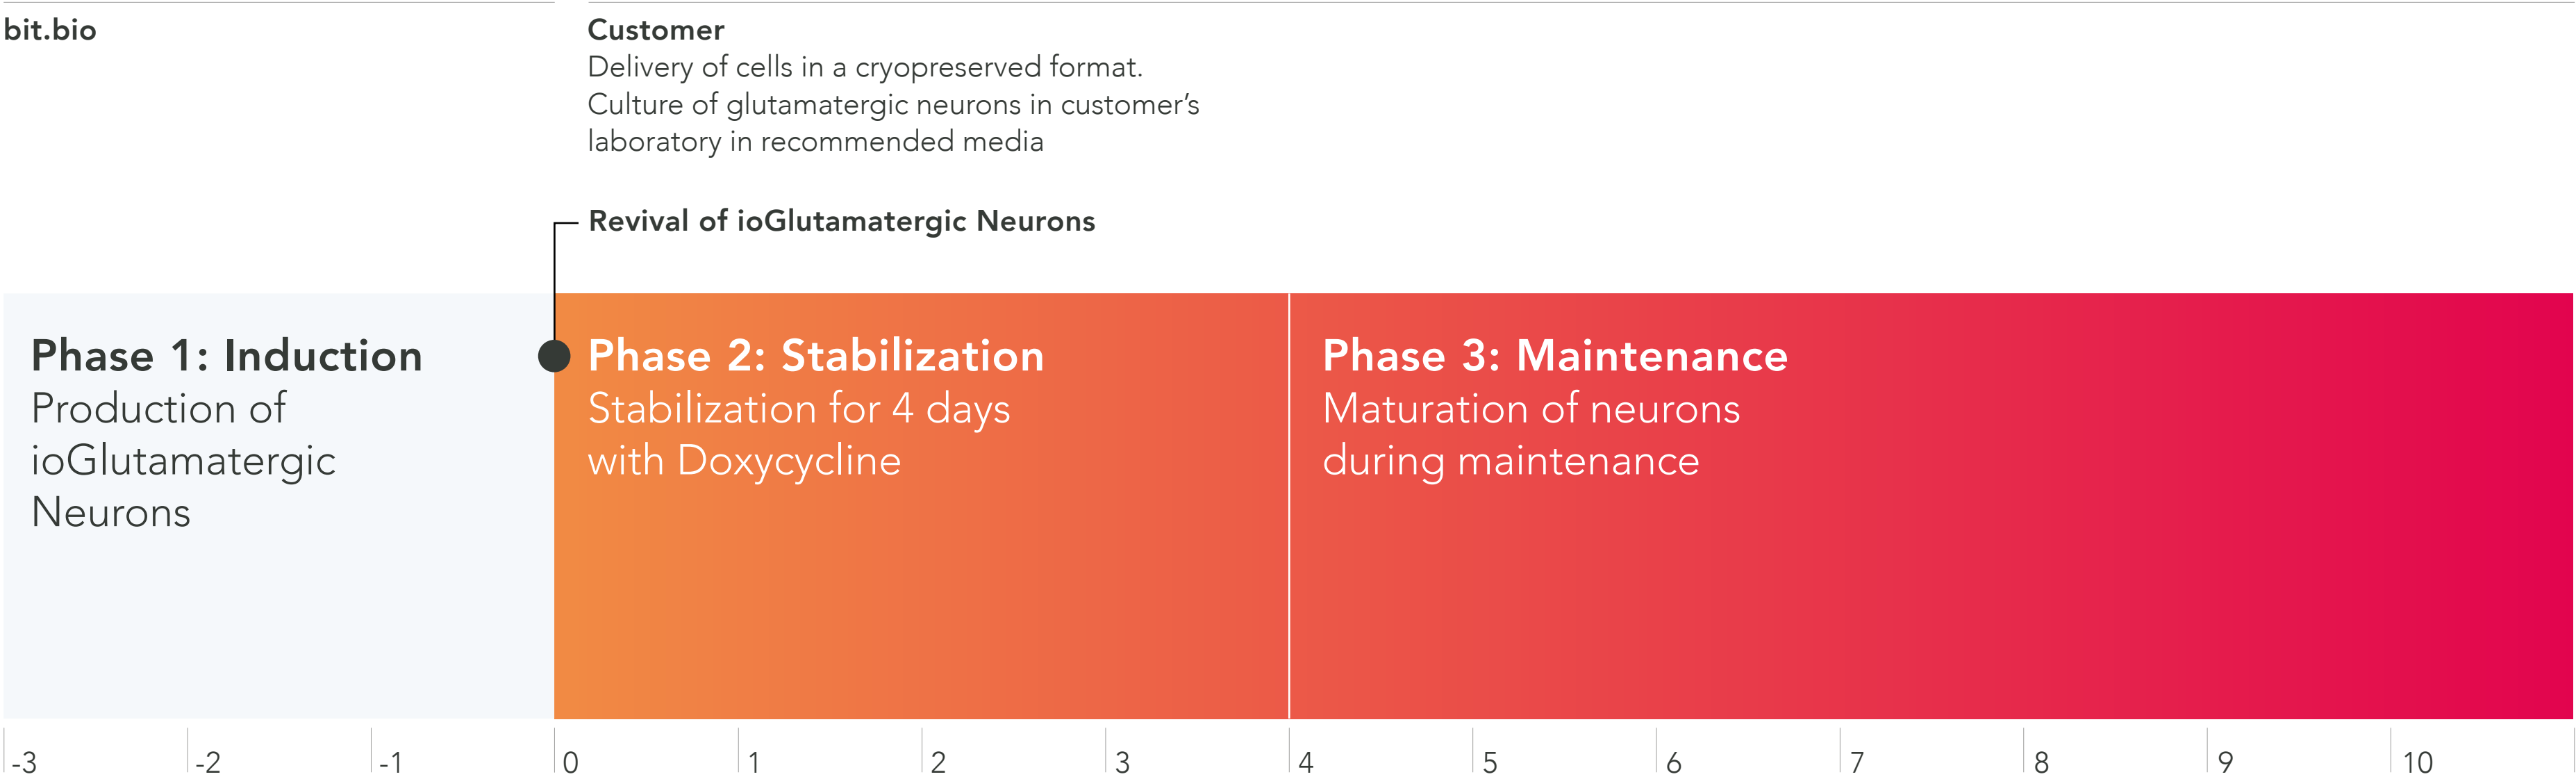 bit.bio
Customer
Delivery of cells in a cryopreserved format.
Culture of glutamatergic neurons in customer’s
laboratory in recommended media
Revival of ioGlutamatergic Neurons
Phase 1: Induction
Production of
ioGlutamatergic
Neurons
Phase 2: Stabilization
Stabilization for 4 days
with Doxycycline
Phase 3: Maintenance
Maturation of neurons
during maintenance
-3 -2 -1 0 1 2 3 4 5 6 7 8 9 10